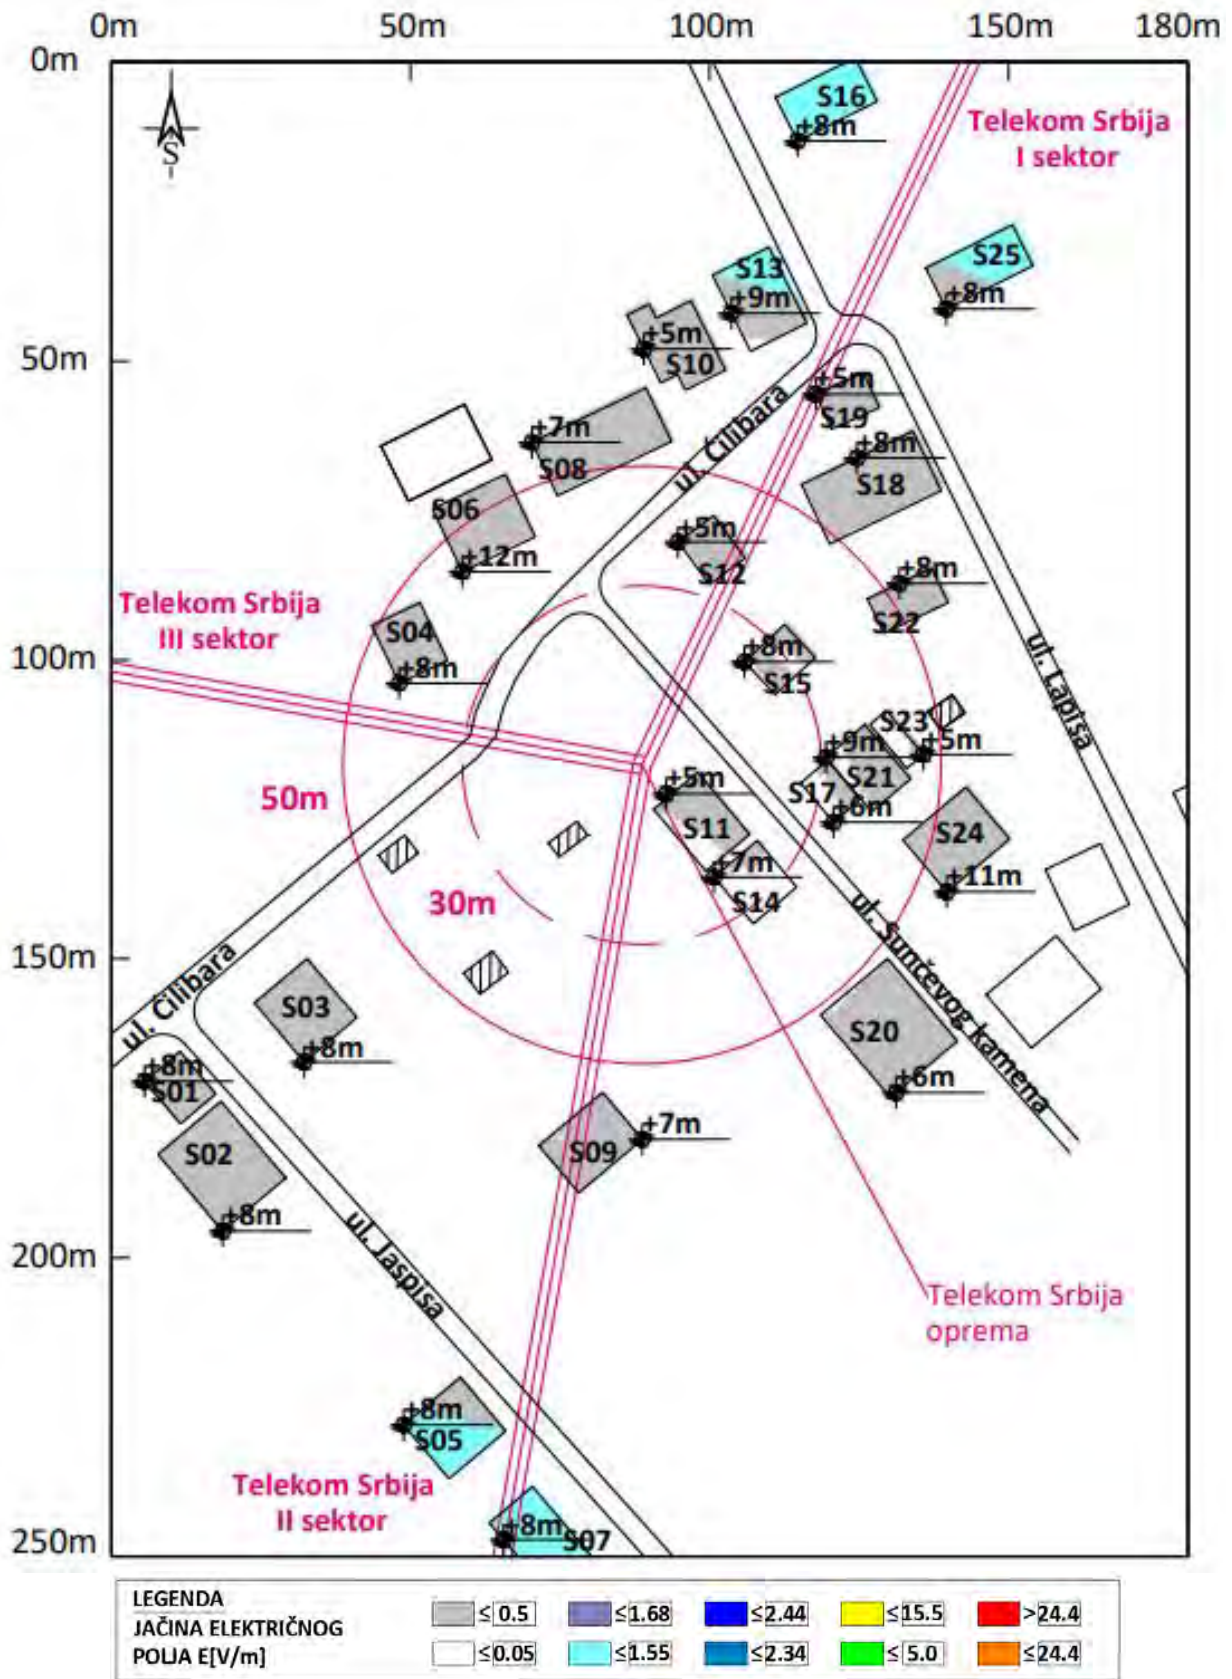 0m 50m 100m 150m 180m
0m
S
S16
+8m
Telekom Srbija
I sektor
S13
+9m
S25
+8m
+5m
S10
50m
+5m
S19
ul. Ćilibara
+7m
S08
+8m
S18
S06
+12m
+5m
S12
+8m
S22
Telekom Srbija
III sektor
S04
+8m
100m
+8m
S15
ul. Lapisa
S23
+5m
+9m
S21
S17
+6m
50m
+5m
S11
S24
+11m
+7m
S14
30m
ul. Sunčevog kamena
150m
ul. Ćilibara
S03
+8m
S20
+6m
+8m
S01
+7m
S09
S02
+8m
200m
ul. Jaspisa
Telekom Srbija
oprema
+8m
S05
Telekom Srbija
II sektor
+8m
S07
250m
LEGENDA
JAČINA ELEKTRIČNOG
POLJA E[V/m]
≤ 0.5 ≤1.68 ≤2.44 ≤15.5 >24.4
≤0.05 ≤1.55 ≤2.34 ≤ 5.0 ≤24.4